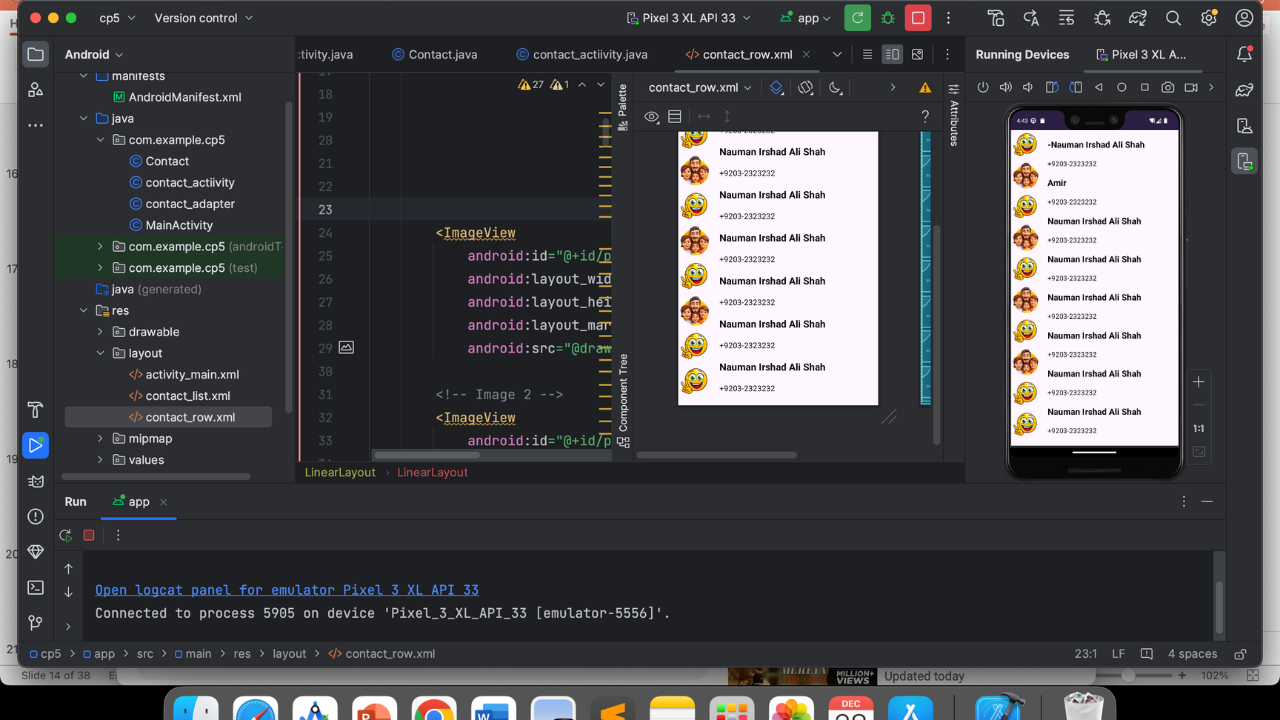 cp5
Version control
Pixel 3 XL API 33
app
Android
ctivity.java
Contact.java
contact_actiivity.java
contact_row.xml
Running Devices
Pixel 3 XL A...
manifests
AndroidManifest.xml
java
com.example.cp5
Contact
contact_actiivity
contact_adapter
MainActivity
com.example.cp5 (androidT
com.example.cp5 (test)
java (generated)
res
drawable
layout
activity_main.xml
contact_list.xml
contact_row.xml
mipmap
values
27
1
18
19
20
21
22
23
24 <ImageView
25 android:id="@+id/p
26 android:layout_wid
27 android:layout_hei
28 android:layout_mar
29 android:src="@draw
30
31 <!-- Image 2 -->
32 <ImageView
33 android:id="@+id/p
LinearLayout
LinearLayout
Palette
Component Tree
contact_row.xml
?
Attributes
Nauman Irshad Ali Shah
+9203-2323232
Nauman Irshad Ali Shah
+9203-2323232
Nauman Irshad Ali Shah
+9203-2323232
Nauman Irshad Ali Shah
+9203-2323232
Nauman Irshad Ali Shah
+9203-2323232
Nauman Irshad Ali Shah
+9203-2323232
4:43
-Nauman Irshad Ali Shah
+9203-2323232
Amir
+9203-2323232
Nauman Irshad Ali Shah
+9203-2323232
Nauman Irshad Ali Shah
+9203-2323232
Nauman Irshad Ali Shah
+9203-2323232
Nauman Irshad Ali Shah
+9203-2323232
Nauman Irshad Ali Shah
+9203-2323232
Nauman Irshad Ali Shah
+9203-2323232
1:1
Run
app
Open logcat panel for emulator Pixel 3 XL API 33
Connected to process 5905 on device 'Pixel_3_XL_API_33 [emulator-5556]'.
cp5
app
src
main
res
layout
contact_row.xml
23:1
LF
4 spaces
16
17
18
19
20
21
Slide 14 of 38
MILLION+
VIEWS
Updated today
102%
DEC